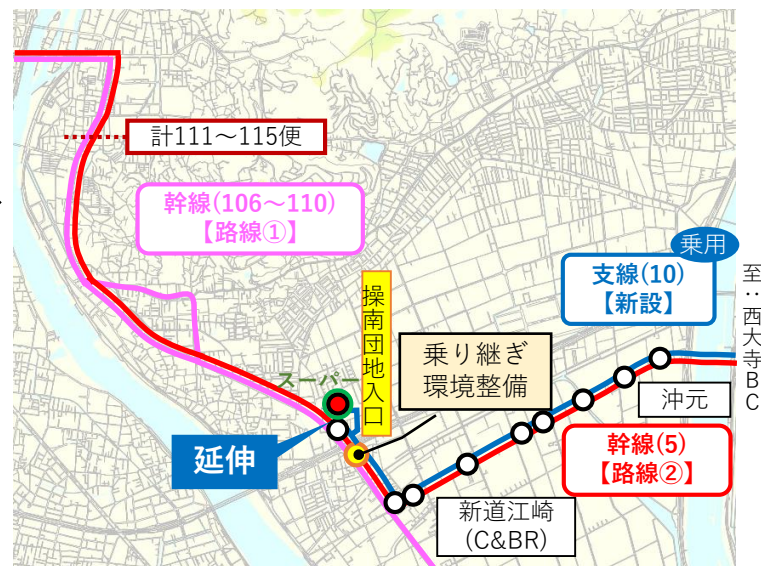 計111～115便
幹線(106～110)
【路線①】
乗用
支線(10)
【新設】
至：西大寺BC
操南団地入口
スーパー
乗り継ぎ
環境整備
沖元
延伸
幹線(5)
【路線②】
新道江崎
(C&BR)